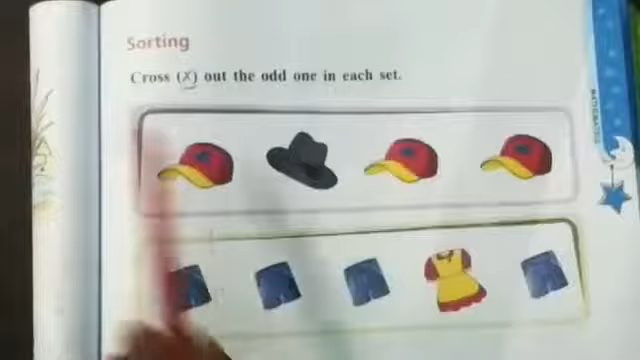 Sorting
Cross (X) out the odd one in each set.